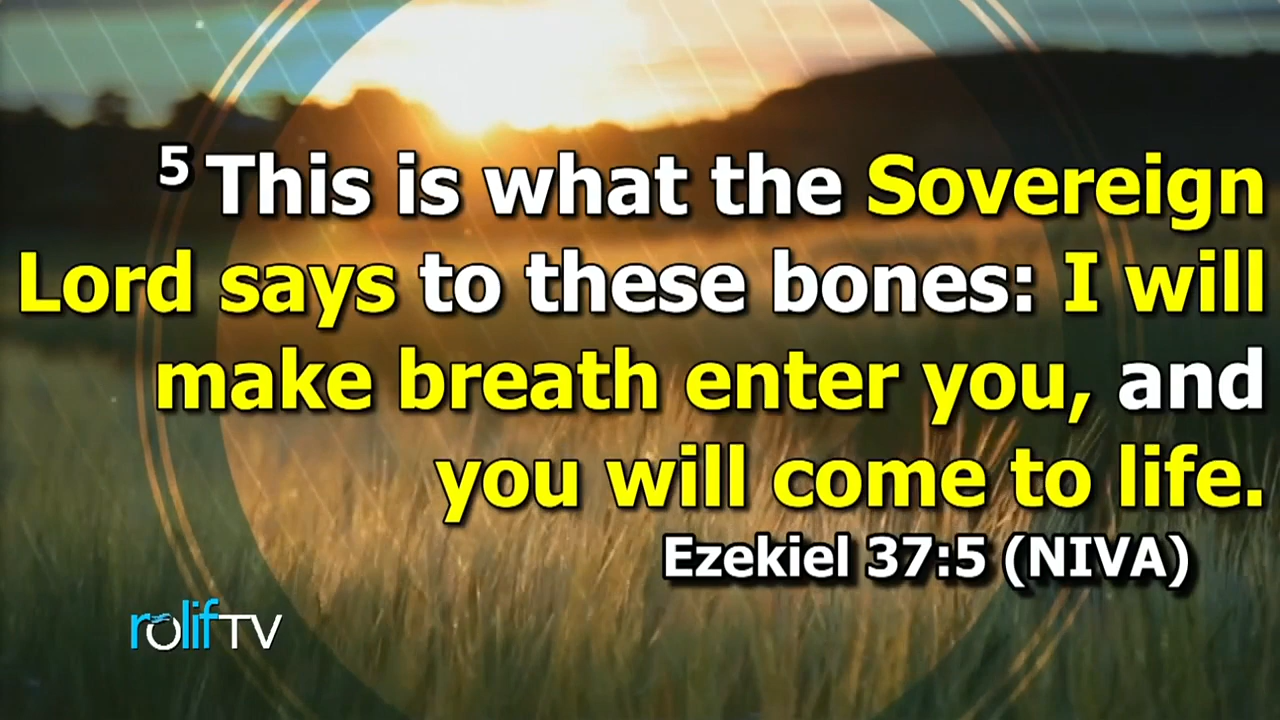 5 This is what the Sovereign
Lord says to these bones: I will
make breath enter you, and
you will come to life.
Ezekiel 37:5 (NIVA)
rolifTV